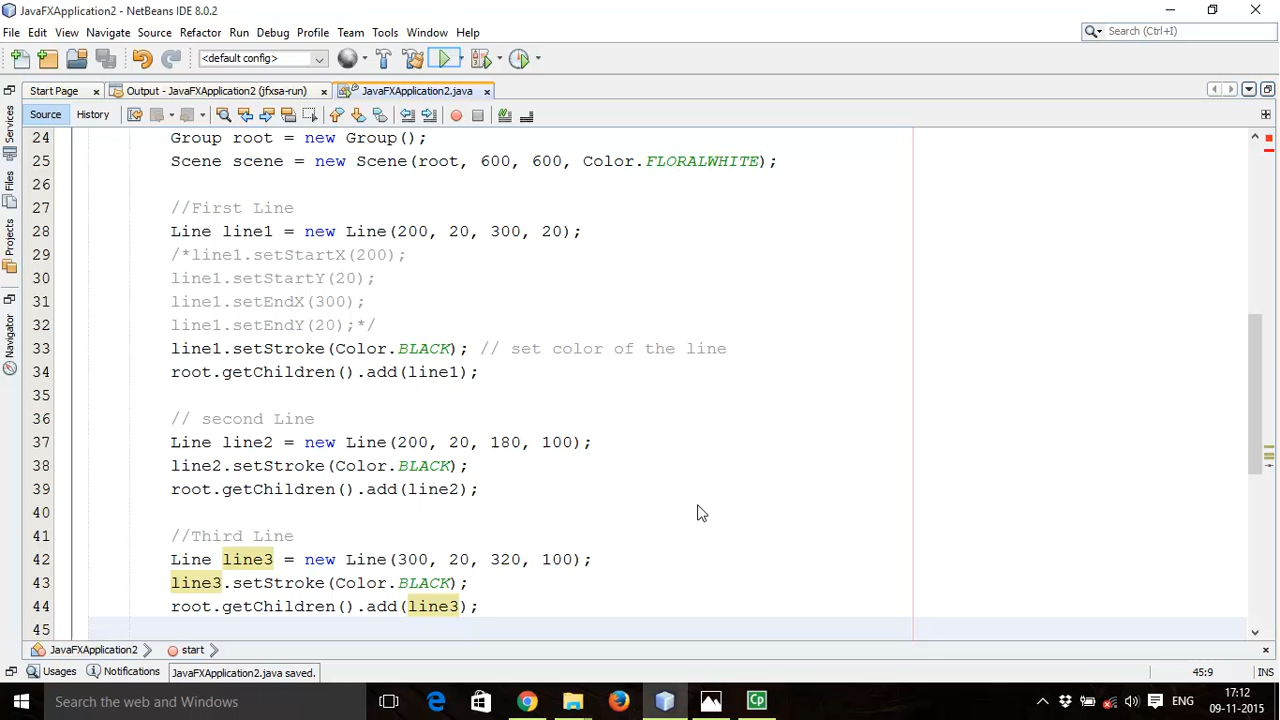 JavaFXApplication2 - NetBeans IDE 8.0.2
File Edit View Navigate Source Refactor Run Debug Profile Team Tools Window Help
Search (Ctrl+I)
<default config>
Start Page Output - JavaFXApplication2 (jfxsa-run) JavaFXApplication2.java
Source History
Services
Files
Projects
Navigator
24 Group root = new Group();
25 Scene scene = new Scene(root, 600, 600, Color.FLORALWHITE);
26
27 //First Line
28 Line line1 = new Line(200, 20, 300, 20);
29 /*line1.setStartX(200);
30 line1.setStartY(20);
31 line1.setEndX(300);
32 line1.setEndY(20);*/
33 line1.setStroke(Color.BLACK); // set color of the line
34 root.getChildren().add(line1);
35
36 // second Line
37 Line line2 = new Line(200, 20, 180, 100);
38 line2.setStroke(Color.BLACK);
39 root.getChildren().add(line2);
40
41 //Third Line
42 Line line3 = new Line(300, 20, 320, 100);
43 line3.setStroke(Color.BLACK);
44 root.getChildren().add(line3);
45
JavaFXApplication2 start
Usages Notifications JavaFXApplication2.java saved. 45:9 INS
Search the web and Windows
Cp
ENG
17:12
09-11-2015